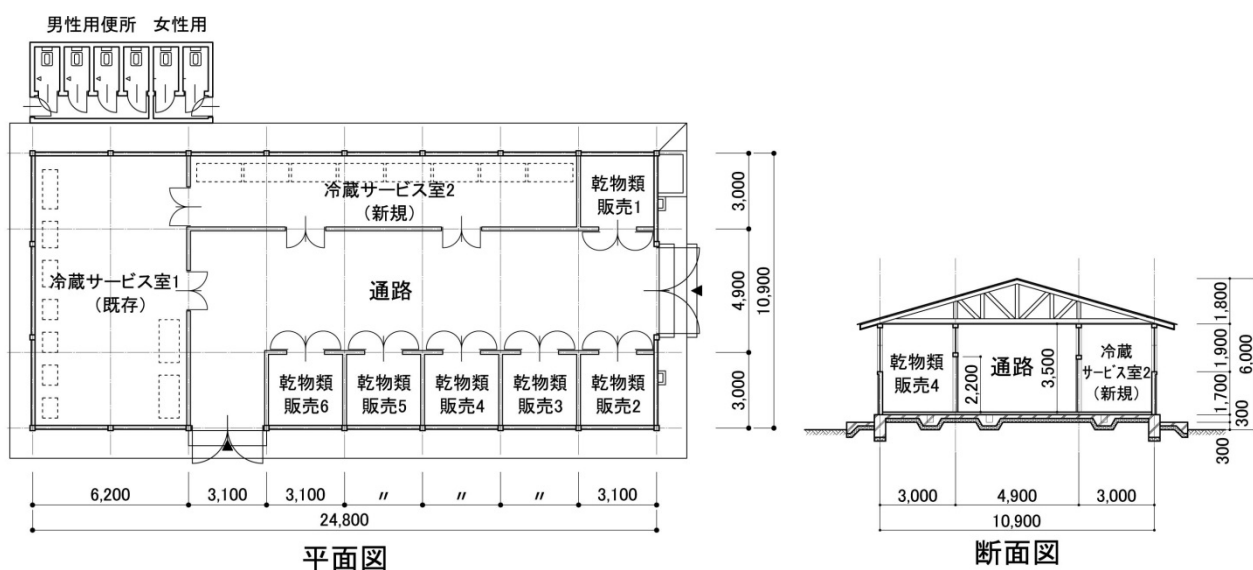 男性用便所 女性用
冷蔵サービス室2
（新規）
乾物類
販売1
冷蔵サービス室1
（既存）
通路
乾物類
販売6
乾物類
販売5
乾物類
販売4
乾物類
販売3
乾物類
販売2
3,000
4,900
3,000
10,900
6,200
3,100
3,100
〃
〃
〃
3,100
24,800
平面図
乾物類
販売4
2,200
通路
3,500
冷蔵
サービス室2
（新規）
1,800
1,900
1,700
300
300
6,000
3,000
4,900
3,000
10,900
断面図